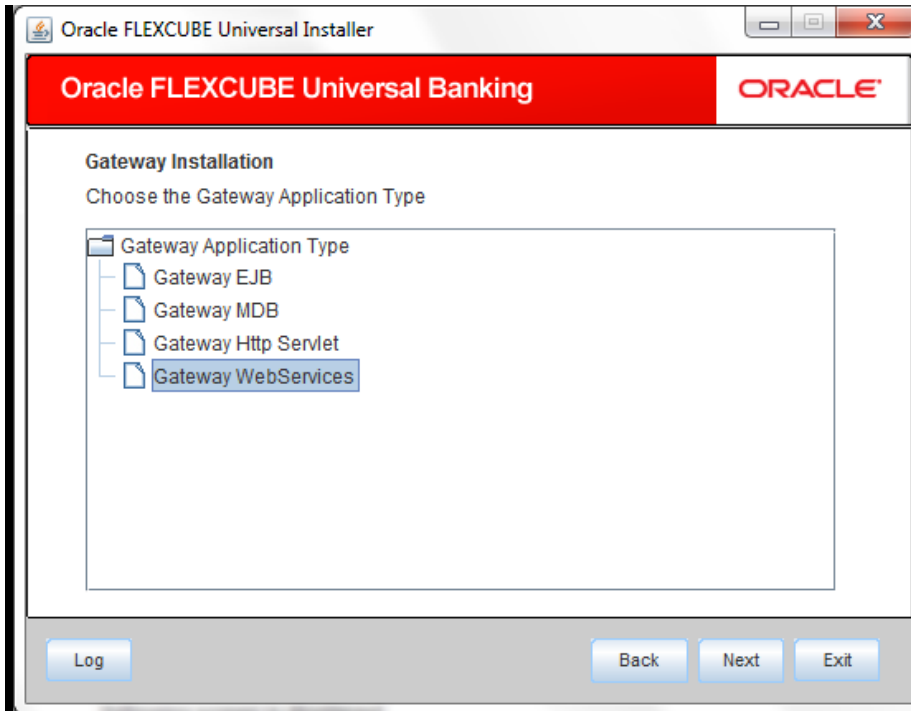 Oracle FLEXCUBE Universal Installer
Oracle FLEXCUBE Universal Banking
ORACLE
Gateway Installation
Choose the Gateway Application Type
Gateway Application Type
Gateway EJB
Gateway MDB
Gateway Http Servlet
Gateway WebServices
Log Back Next Exit